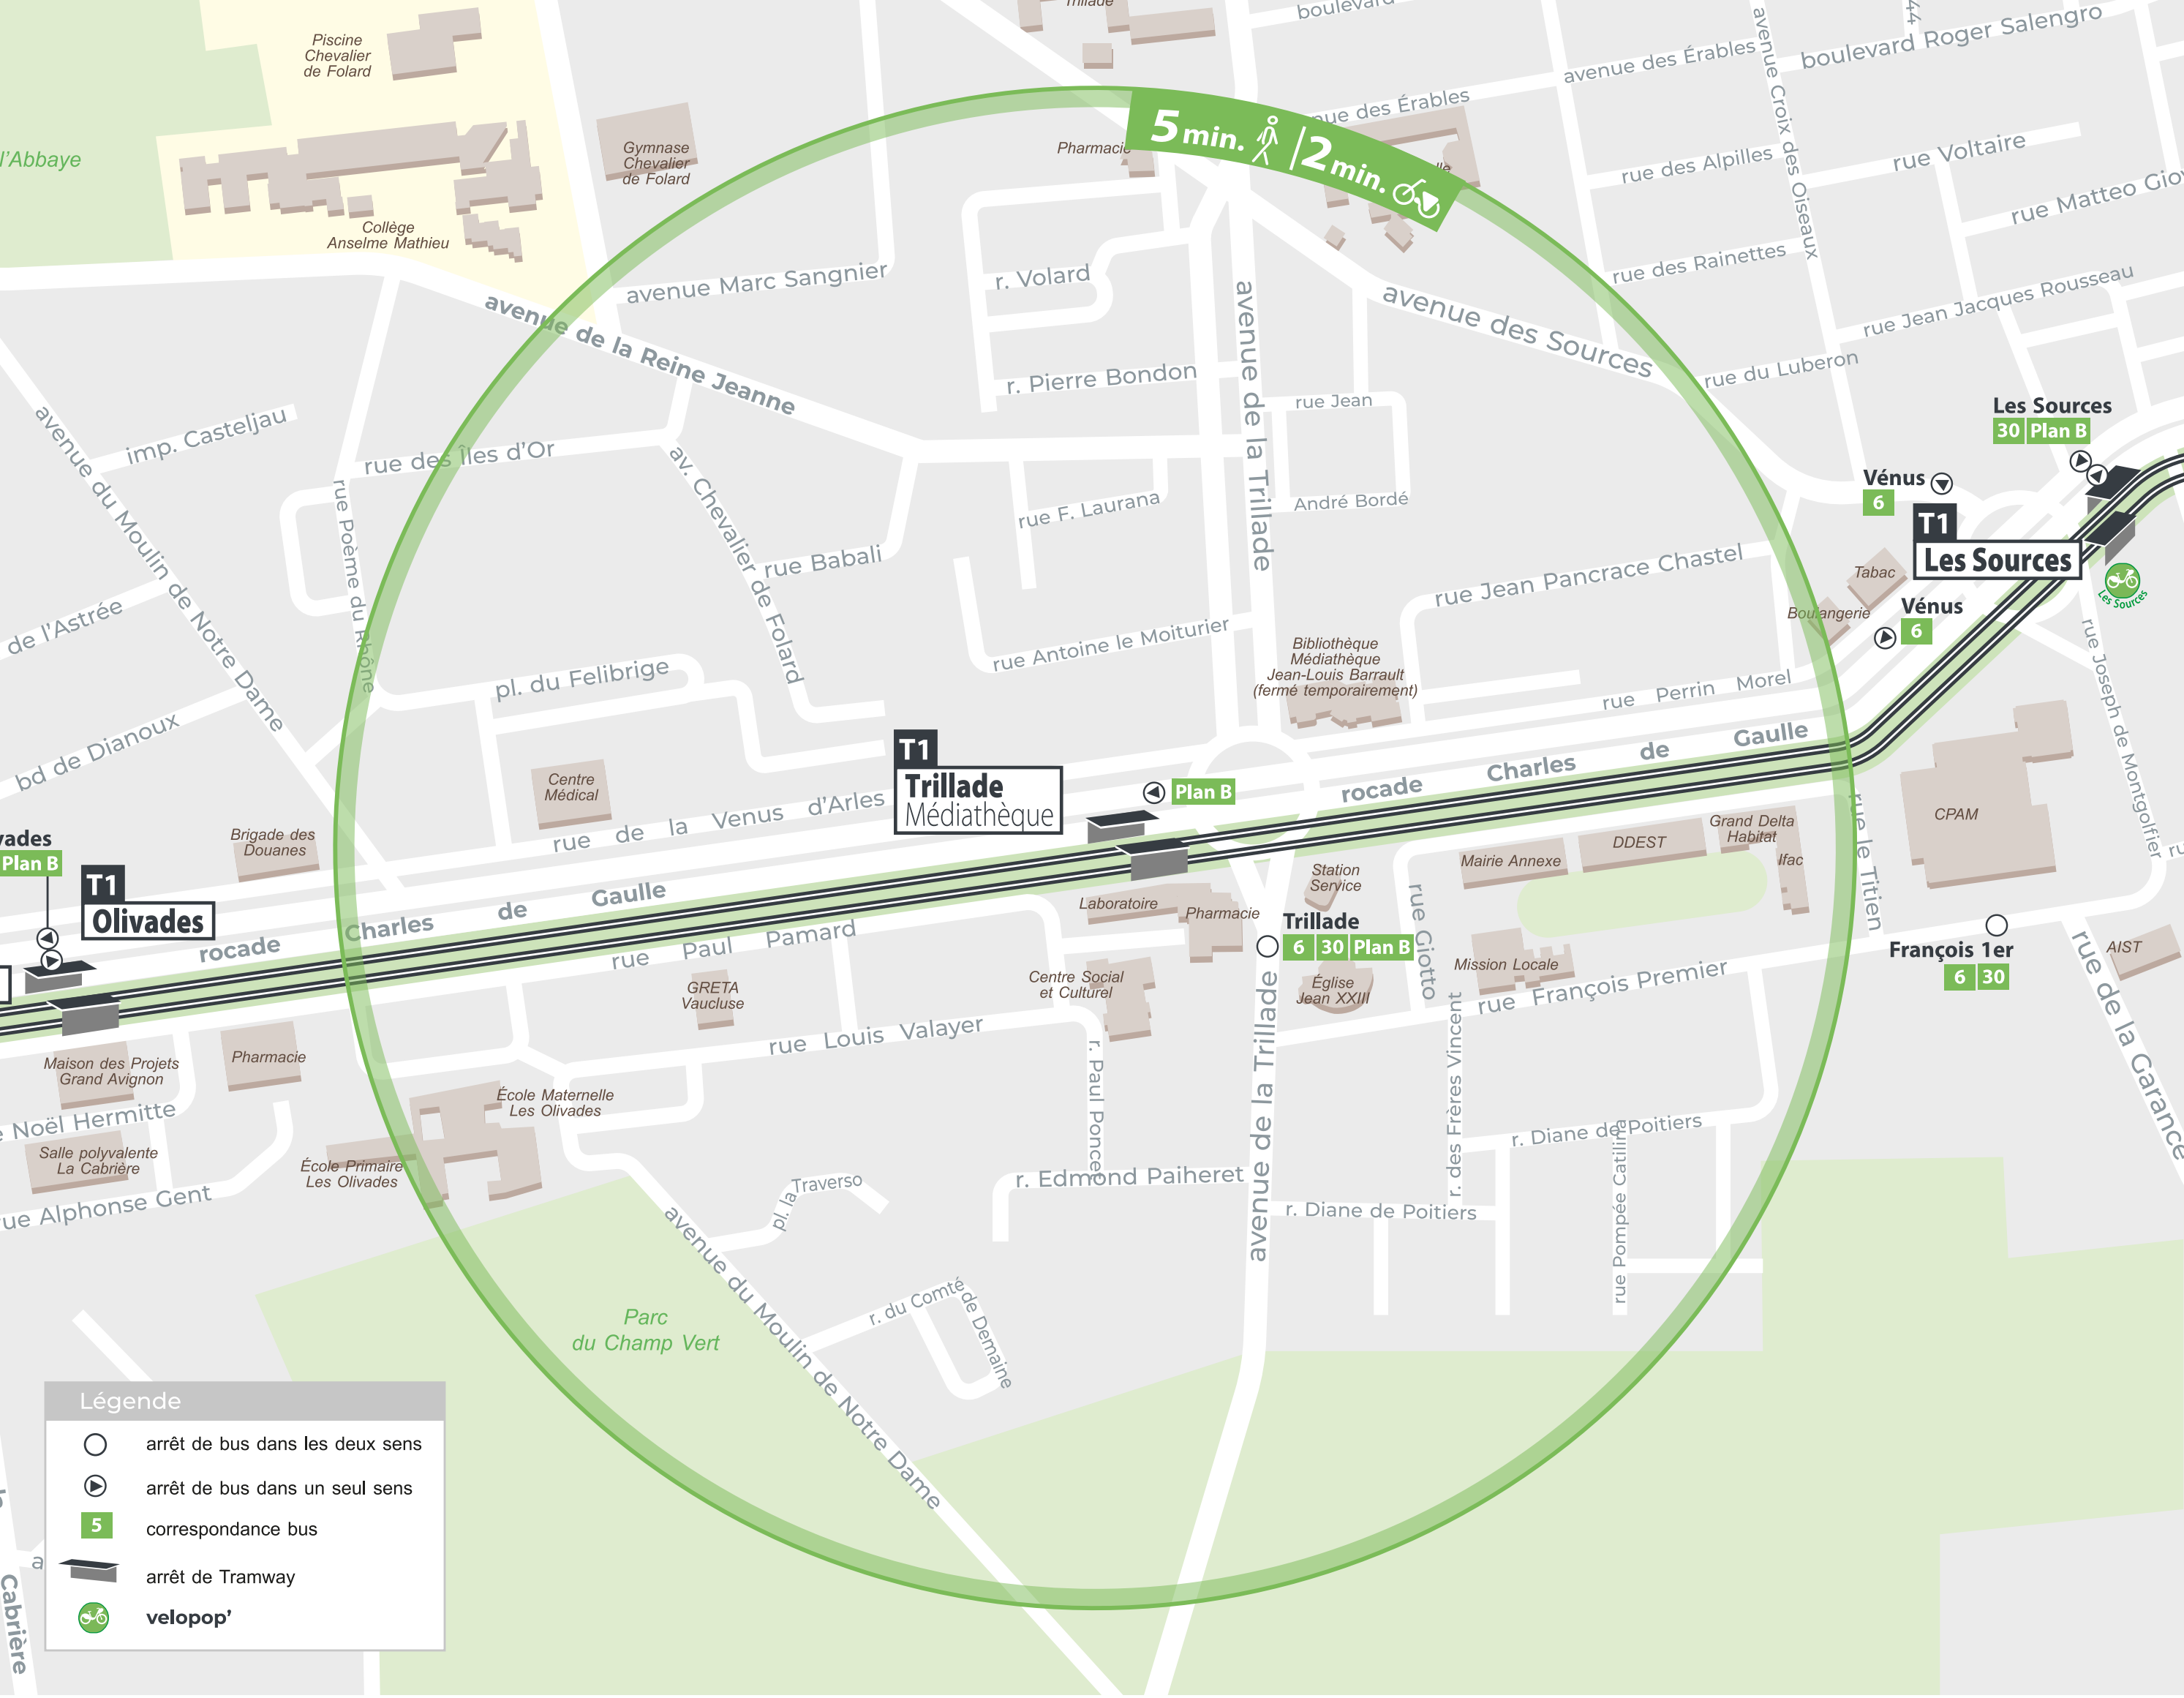 Trillade
boulevard
44
avenue Croix des Oiseaux
boulevard Roger Salengro
avenue des Érables
Piscine
Chevalier
de Folard
l'Abbaye
Gymnase
Chevalier
de Folard
Pharmacie
5 min. 2 min.
rue des Alpilles
rue Voltaire
rue Matteo
Collège
Anselme Mathieu
avenue Marc Sangnier
r. Volard
rue des Rainettes
rue Jean Jacques Rousseau
avenue de la Reine Jeanne
avenue de la Trillade
avenue des Sources
rue du Luberon
r. Pierre Bondon
rue Jean
André Bordé
imp. Casteljau
avenue du Moulin de Notre Dame
rue des Îles d'Or
rue Poème du Rhône
av. Chevalier de Folard
rue F. Laurana
rue Babali
Les Sources
30 Plan B
Vénus
6
T1
Les Sources
Les Sources
Tabac
Boulangerie
Vénus
6
rue Jean Pancrace Chastel
de l'Astrée
rue Antoine le Moiturier
Bibliothèque
Médiathèque
Jean-Louis Barrault
(fermé temporairement)
pl. du Felibrige
rue Perrin Morel
rue Joseph de Montgolfier
bd de Dianoux
Centre
Médical
T1
Trillade
Médiathèque
Plan B
rocade Charles de Gaulle
rue de la Venus d'Arles
Brigade des
Douanes
Plan B
T1
Olivades
rocade Charles de Gaulle
Mairie Annexe
DDEST
Grand Delta
Habitat
Ifac
CPAM
rue le Titien
Station
Service
Laboratoire
Pharmacie
Trillade
6 30 Plan B
rue Giotto
François 1er
6 30
AIST
rue de la Garance
rue Paul Pamard
GRETA
Vaucluse
Centre Social
et Culturel
Église
Jean XXIII
Mission Locale
rue François Premier
rue Louis Valayer
Maison des Projets
Grand Avignon
Pharmacie
Noël Hermitte
École Maternelle
Les Olivades
r. Paul Poncet
avenue de la Trillade
r. des Frères Vincent
r. Diane de Poitiers
rue Pompée Catilina
Salle polyvalente
La Cabrière
École Primaire
Les Olivades
rue Alphonse Gent
pl. la Traverso
r. Edmond Paiheret
r. Diane de Poitiers
avenue du Moulin de Notre Dame
r. du Comté de Demaine
Parc
du Champ Vert
Légende
arrêt de bus dans les deux sens
arrêt de bus dans un seul sens
5
correspondance bus
arrêt de Tramway
velopop'
Cabrière